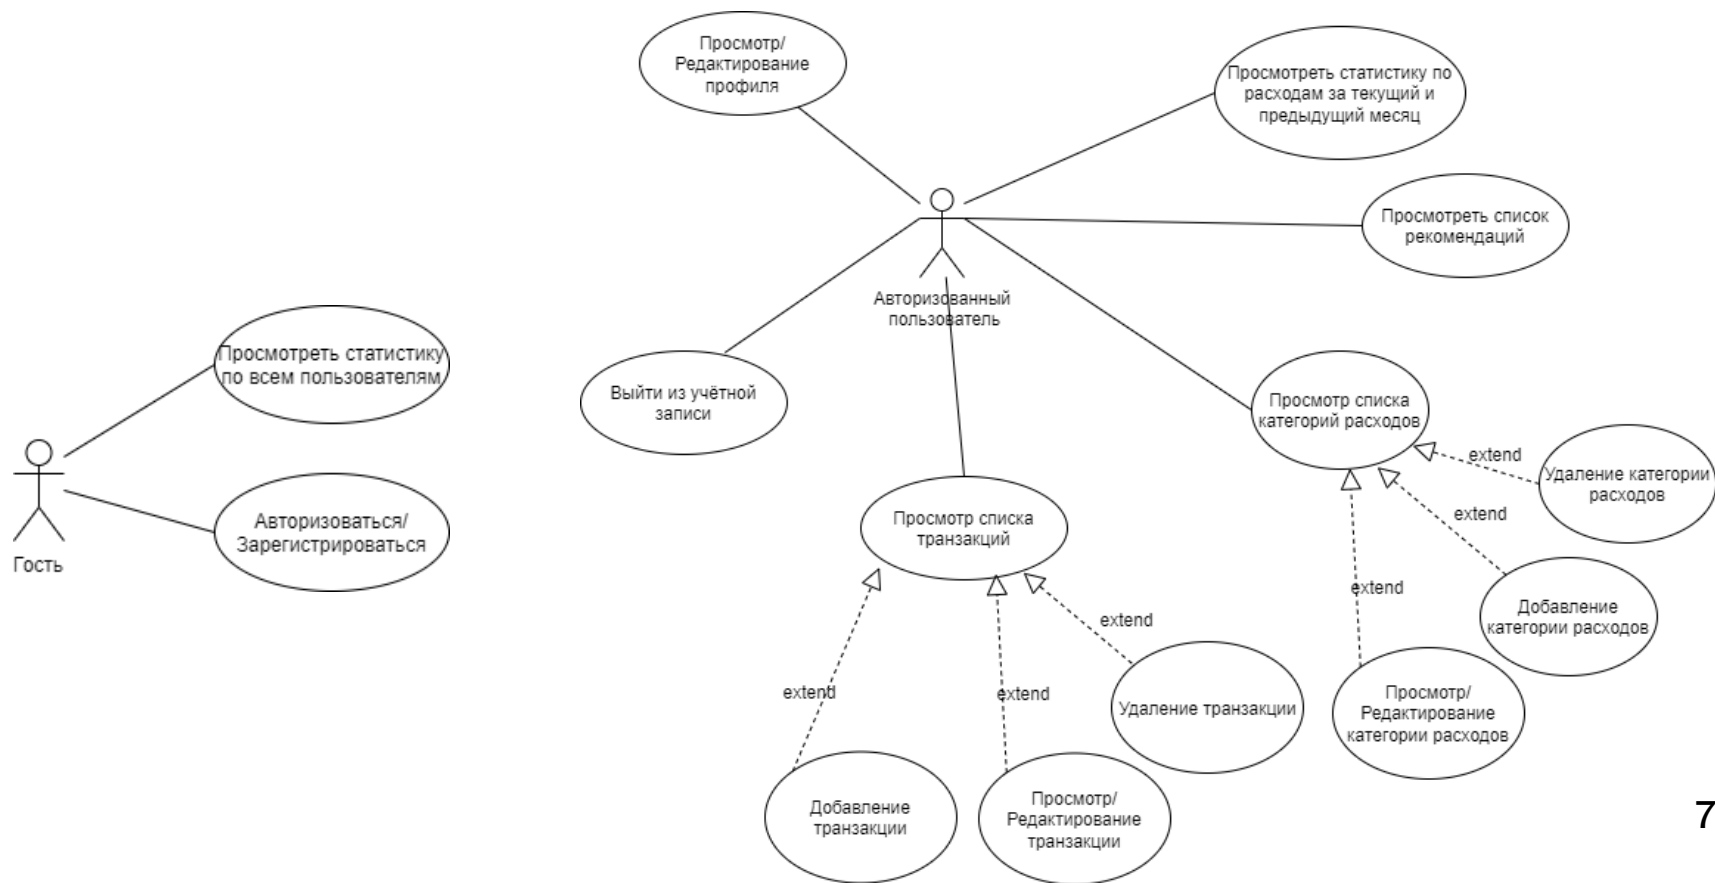 Просмотр/
Редактирование
профиля
Просмотреть статистику по
расходам за текущий и
предыдущий месяц
Просмотреть список
рекомендаций
Авторизованный
пользователь
Просмотреть статистику
по всем пользователям
Выйти из учётной
записи
Просмотр списка
категорий расходов
extend
Удаление категории
расходов
Авторизоваться/
Зарегистрироваться
Гость
Просмотр списка
транзакций
extend
extend
Добавление
категории расходов
extend
extend
extend
Удаление транзакции
Просмотр/
Редактирование
категории расходов
Добавление
транзакции
Просмотр/
Редактирование
транзакции
7